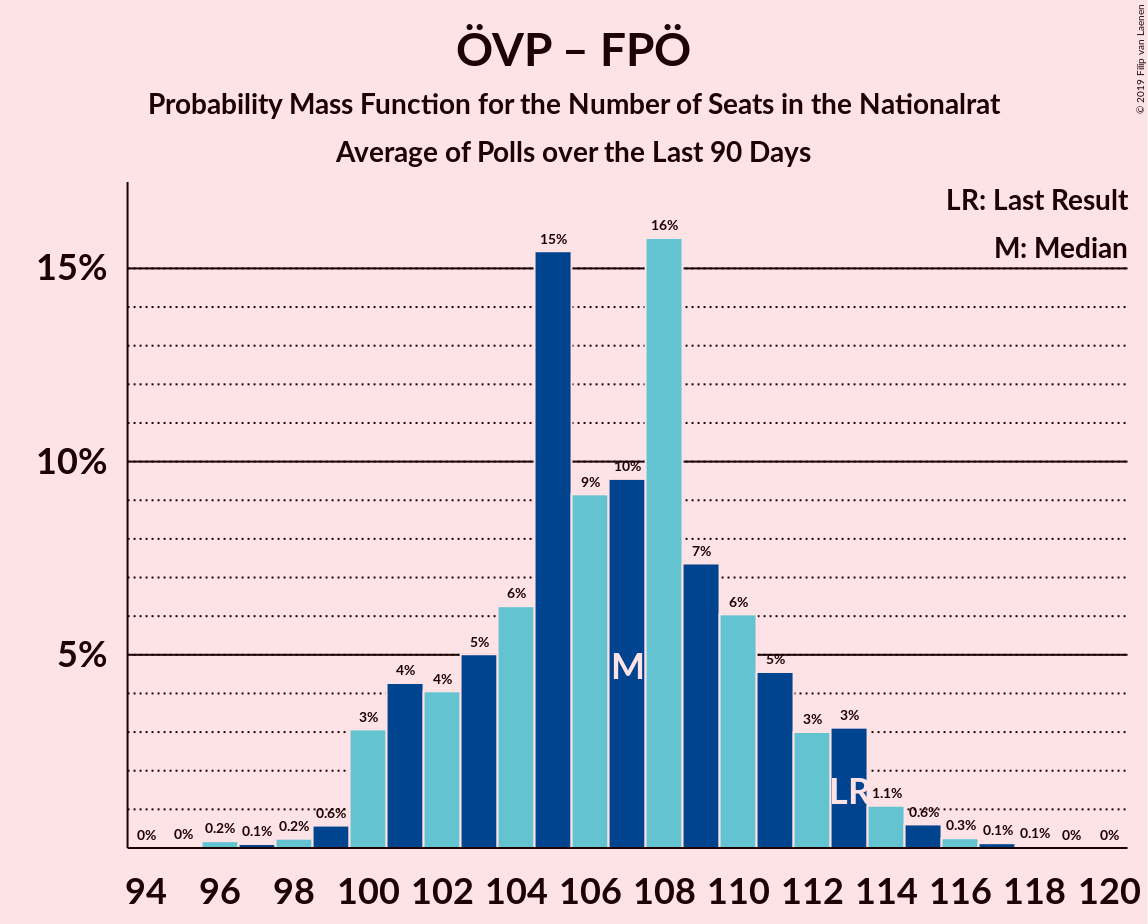 ÖVP – FPÖ
Probability Mass Function for the Number of Seats in the Nationalrat
Average of Polls over the Last 90 Days
© 2019 Filip van Laenen
LR: Last Result
M: Median
15%
10%
5%
0% 0% 0.2% 0.1% 0.2% 0.6% 3% 4% 4% 5% 6% 15% 9% 10% 16% 7% 6% 5% 3% 3% 1.1% 0.6% 0.3% 0.1% 0.1% 0% 0%
M
LR
94 96 98 100 102 104 106 108 110 112 114 116 118 120